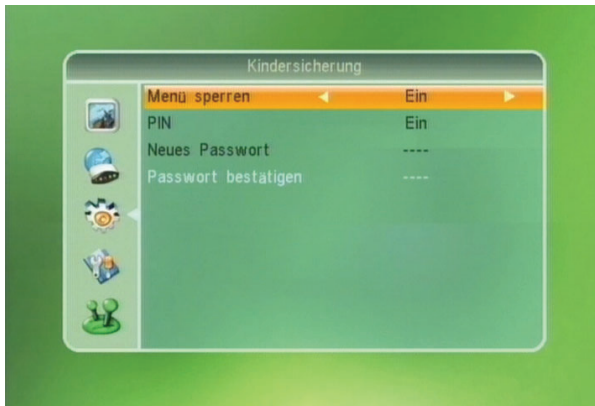 Kindersicherung
Menü sperren Ein
PIN Ein
Neues Passwort ----
Passwort bestätigen ----